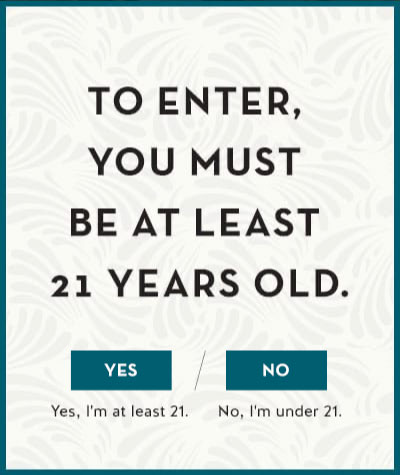 TO ENTER,
YOU MUST
BE AT LEAST
21 YEARS OLD.
YES / NO
Yes, I'm at least 21. No, I'm under 21.